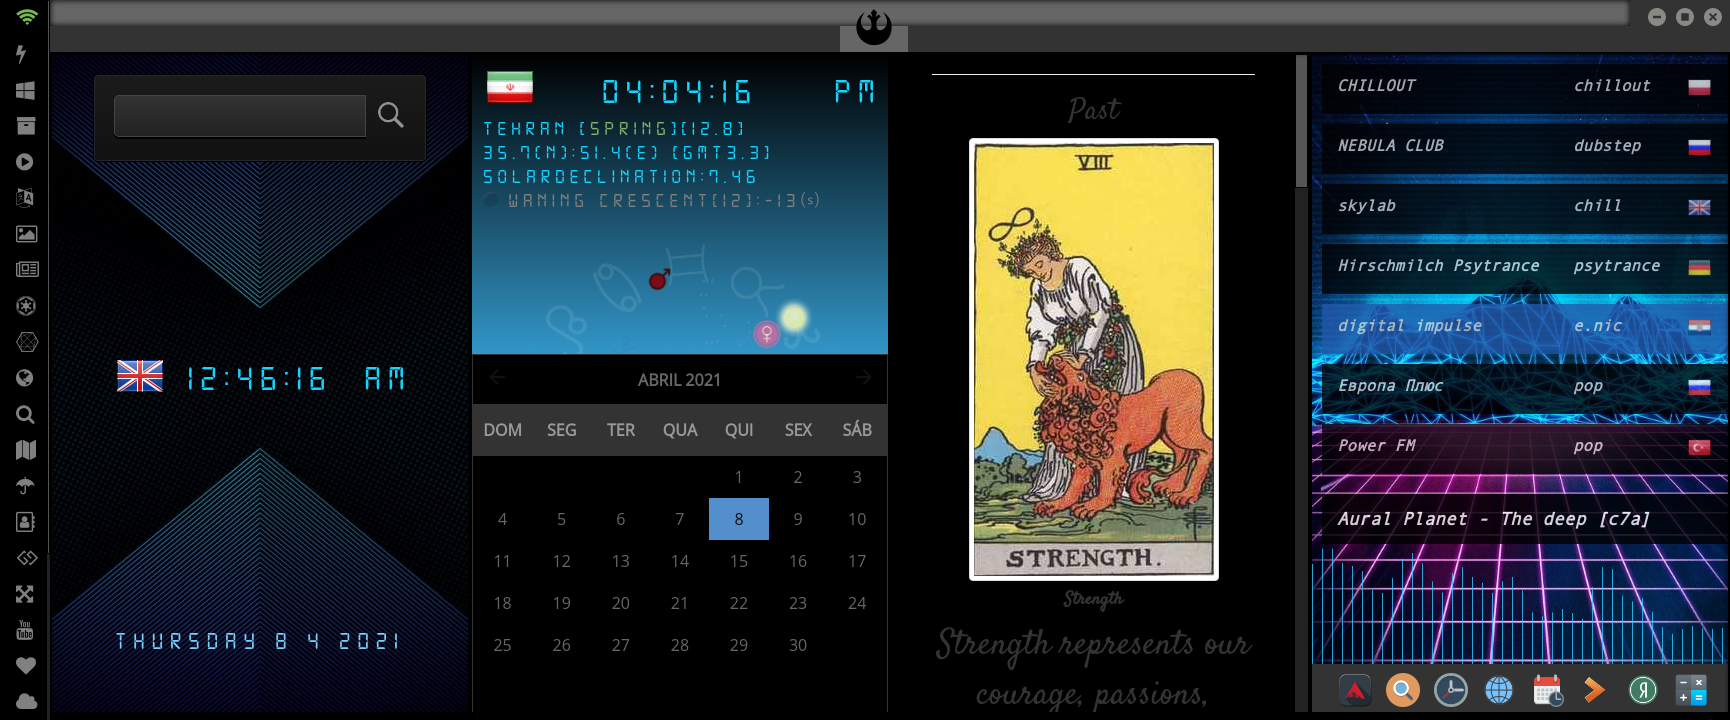 12:46:16 AM
THURSDAY 8 4 2021
04:04:16 PM
TEHRAN [SPRING][12.8]
35.7(N):51.4(E) [GMT3.3]
SOLARDECLINATION:7.46
WANING CRESCENT[12]:-13(s)
ABRIL 2021
DOM SEG TER QUA QUI SEX SÁB
1 2 3
4 5 6 7 8 9 10
11 12 13 14 15 16 17
18 19 20 21 22 23 24
25 26 27 28 29 30
Past
VIII
STRENGTH.
Strength
Strength represents our
courage, passions,
CHILLOUT chillout
NEBULA CLUB dubstep
skylab chill
Hirschmilch Psytrance psytrance
digital impulse e.nic
Европа Плюс pop
Power FM pop
Aural Planet - The deep [c7a]
You
Tube
Я